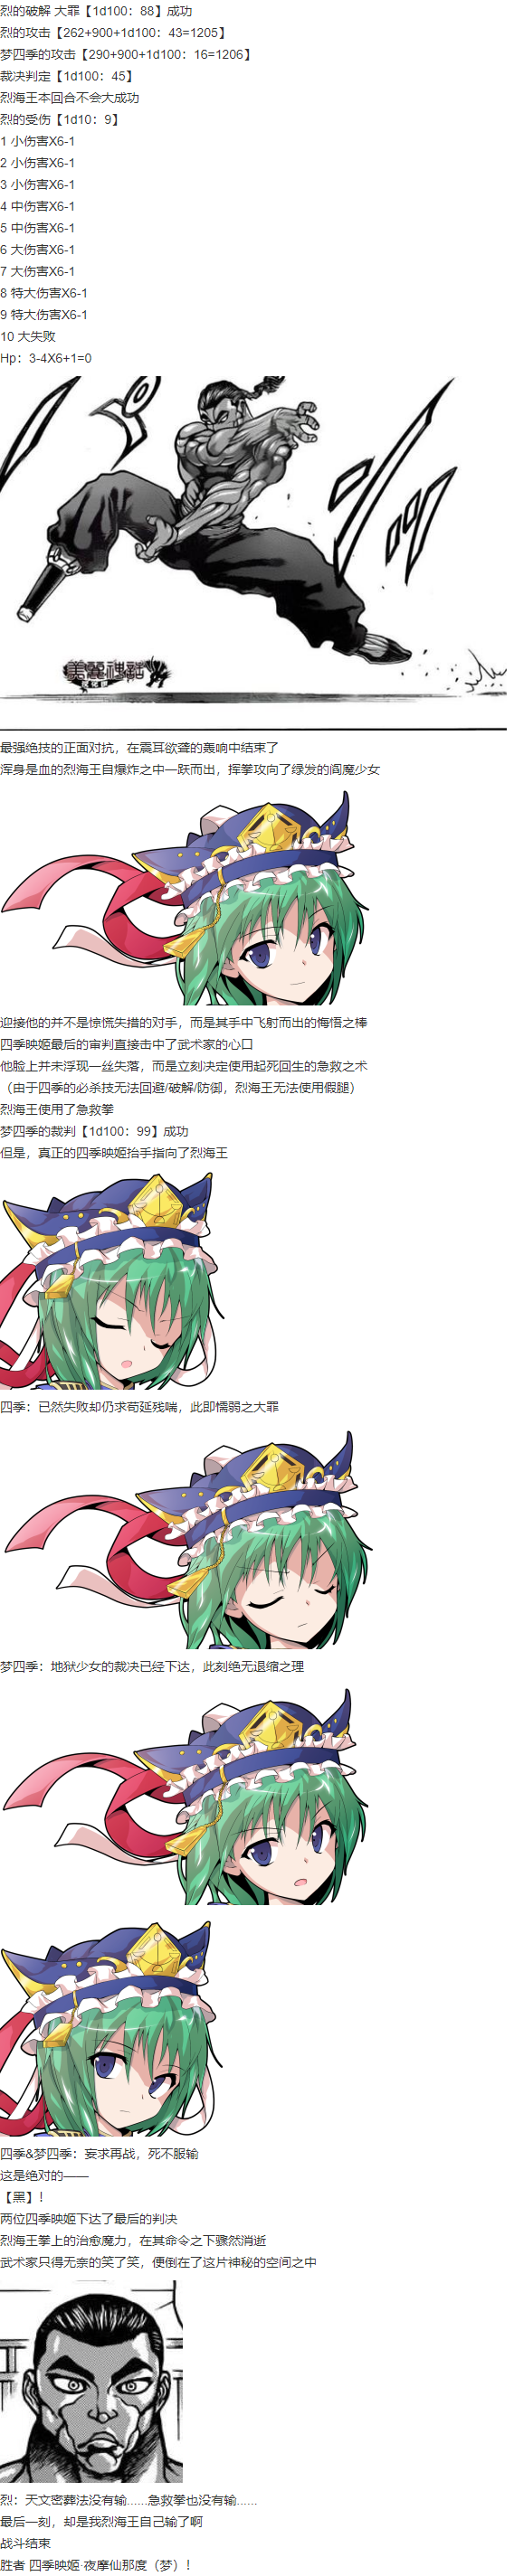 烈的破解 大罪【1d100：88】成功
烈的攻击【262+900+1d100：43=1205】
梦四季的攻击【290+900+1d100：16=1206】
裁决判定【1d100：45】
烈海王本回合不会大成功
烈的受伤【1d10：9】
1 小伤害X6-1
2 小伤害X6-1
3 小伤害X6-1
4 中伤害X6-1
5 中伤害X6-1
6 大伤害X6-1
7 大伤害X6-1
8 特大伤害X6-1
9 特大伤害X6-1
10 大失败
Hp：3-4X6+1=0
最强绝技的正面对抗，在震耳欲聋的轰响中结束了
浑身是血的烈海王自爆炸之中一跃而出，挥拳攻向了绿发的阎魔少女
迎接他的并不是惊慌失措的对手，而是其手中飞射而出的悔悟之棒
四季映姬最后的审判直接击中了武术家的心口
他脸上并未浮现一丝失落，而是立刻决定使用起死回生的急救之术
（由于四季的必杀技无法回避/破解/防御，烈海王无法使用假腿）
烈海王使用了急救拳
梦四季的裁判【1d100：99】成功
但是，真正的四季映姬抬手指向了烈海王
四季：已然失败却仍求苟延残喘，此即懦弱之大罪
梦四季：地狱少女的裁决已经下达，此刻绝无退缩之理
四季&梦四季：妄求再战，死不服输
这是绝对的——
【黑】！
两位四季映姬下达了最后的判决
烈海王拳上的治愈魔力，在其命令之下骤然消逝
武术家只得无奈的笑了笑，便倒在了这片神秘的空间之中
烈：天文密葬法没有输......急救拳也没有输......
最后一刻，却是我烈海王自己输了啊
战斗结束
胜者 四季映姬·夜摩仙那度（梦）！